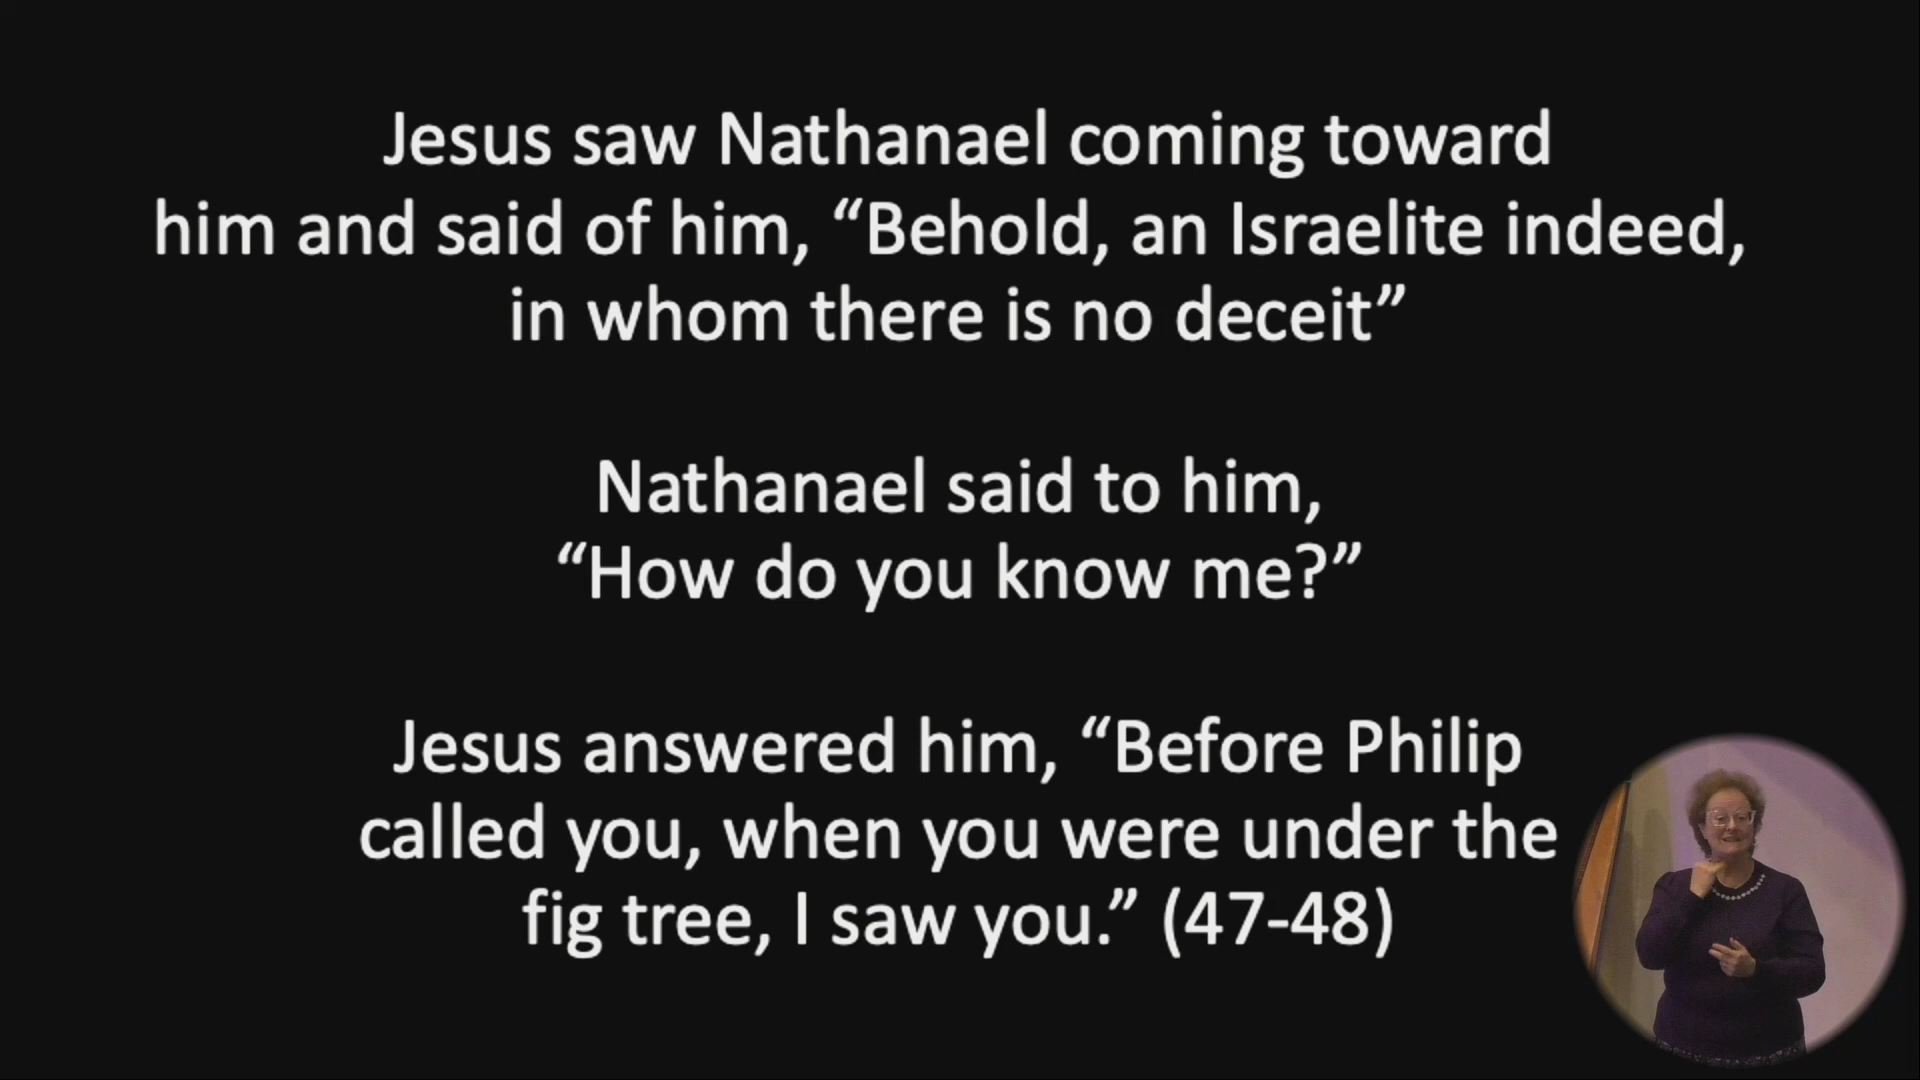 Jesus saw Nathanael coming toward
him and said of him, “Behold, an Israelite indeed,
in whom there is no deceit”
Nathanael said to him,
“How do you know me?”
Jesus answered him, “Before Philip
called you, when you were under the
fig tree, I saw you.” (47-48)